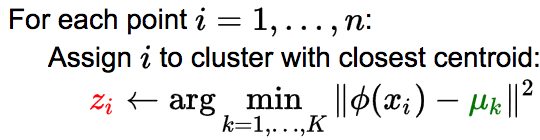 For each point i = 1, . . . , n:
Assign i to cluster with closest centroid:
z_i ← arg min_{k=1,...,K} ‖ϕ(x_i) − μ_k‖²